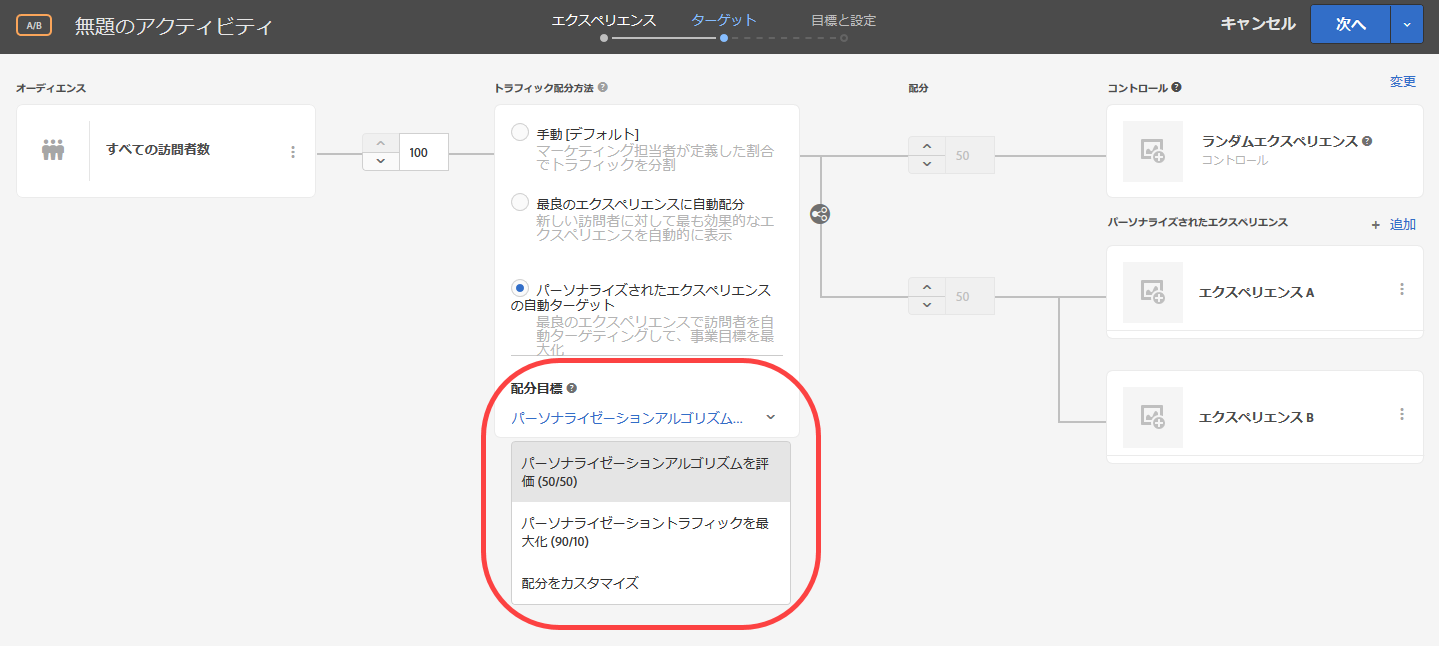 A/B
無題のアクティビティ
エクスペリエンス
ターゲット
目標と設定
キャンセル
次へ
オーディエンス
すべての訪問者数
100
トラフィック配分方法
手動 [デフォルト]
マーケティング担当者が定義した割合
でトラフィックを分割
最良のエクスペリエンスに自動配分
新しい訪問者に対して最も効果的なエ
クスペリエンスを自動的に表示
パーソナライズされたエクスペリエンス
の自動ターゲット
最良のエクスペリエンスで訪問者を自
動ターゲティングして、事業目標を最
大化
配分目標
パーソナライゼーションアルゴリズム...
パーソナライゼーションアルゴリズムを評
価 (50/50)
パーソナライゼーショントラフィックを最
大化 (90/10)
配分をカスタマイズ
配分
50
50
コントロール
変更
ランダムエクスペリエンス
コントロール
パーソナライズされたエクスペリエンス
+ 追加
エクスペリエンス A
エクスペリエンス B